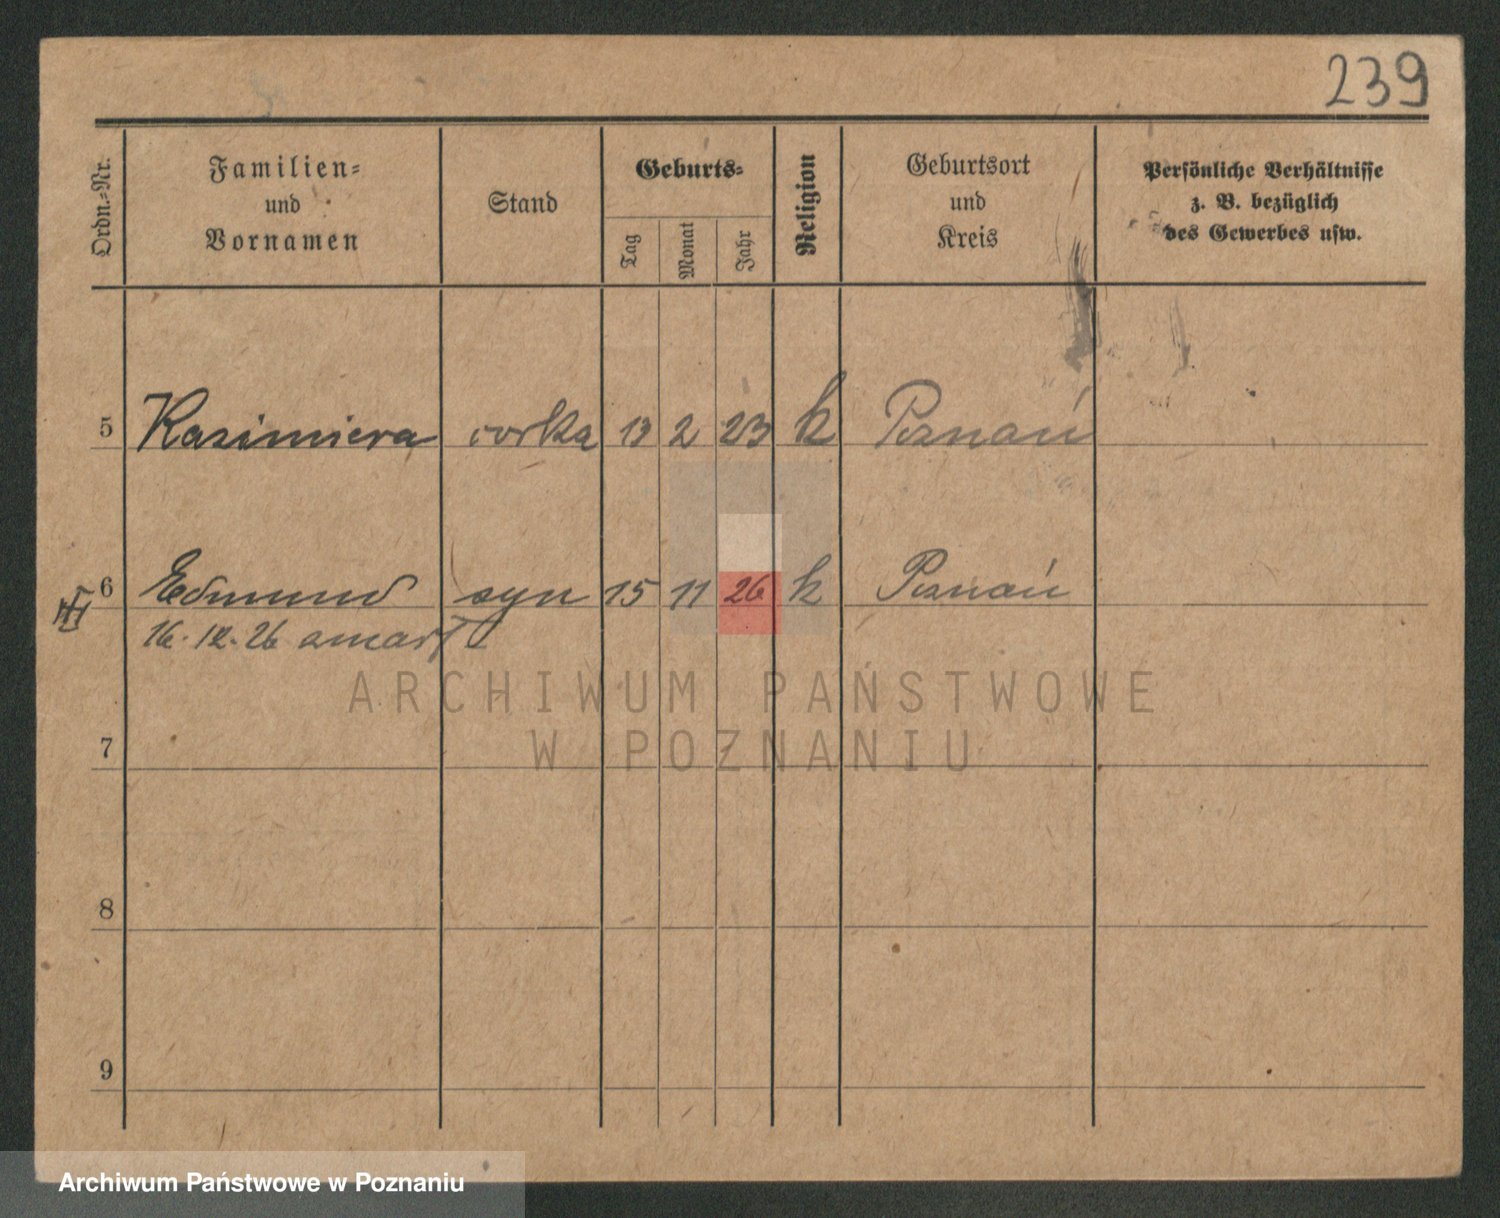 239
Ordn.-Nr.
Familien-
und
Vornamen
Stand
Geburts-
Tag
Monat
Jahr
Religion
Geburtsort
und
Kreis
Persönliche Verhältnisse
z. B. bezüglich
des Gewerbes usw.
5 Kazimiera corka 13 2 23 k Poznań
6 Edmund syn 15 11 26 k Poznań
16.12.26 zmarł
ARCHIWUM PAŃSTWOWE
W POZNANIU
7
8
9
Archiwum Państwowe w Poznaniu